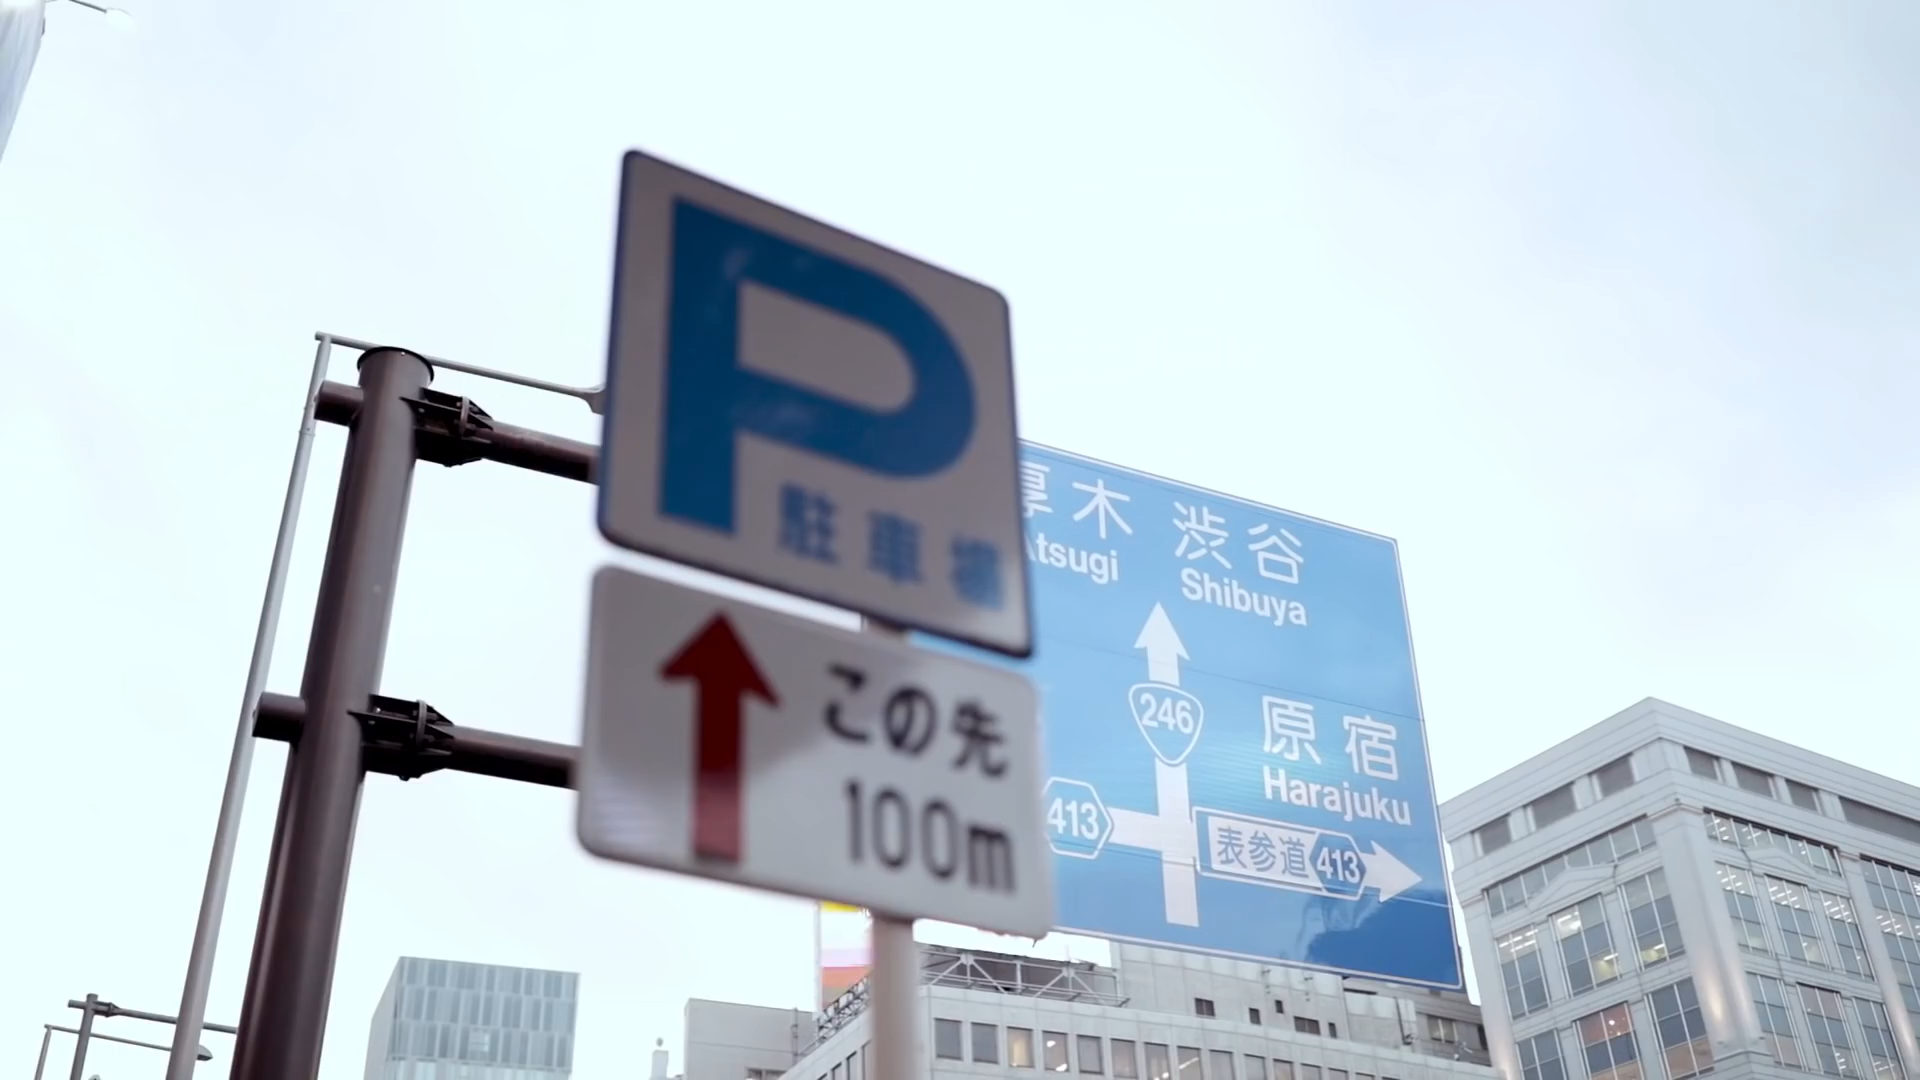 P
駐車場
この先
100m
厚木 渋谷
Atsugi Shibuya
246
原宿
Harajuku
413
表参道 413